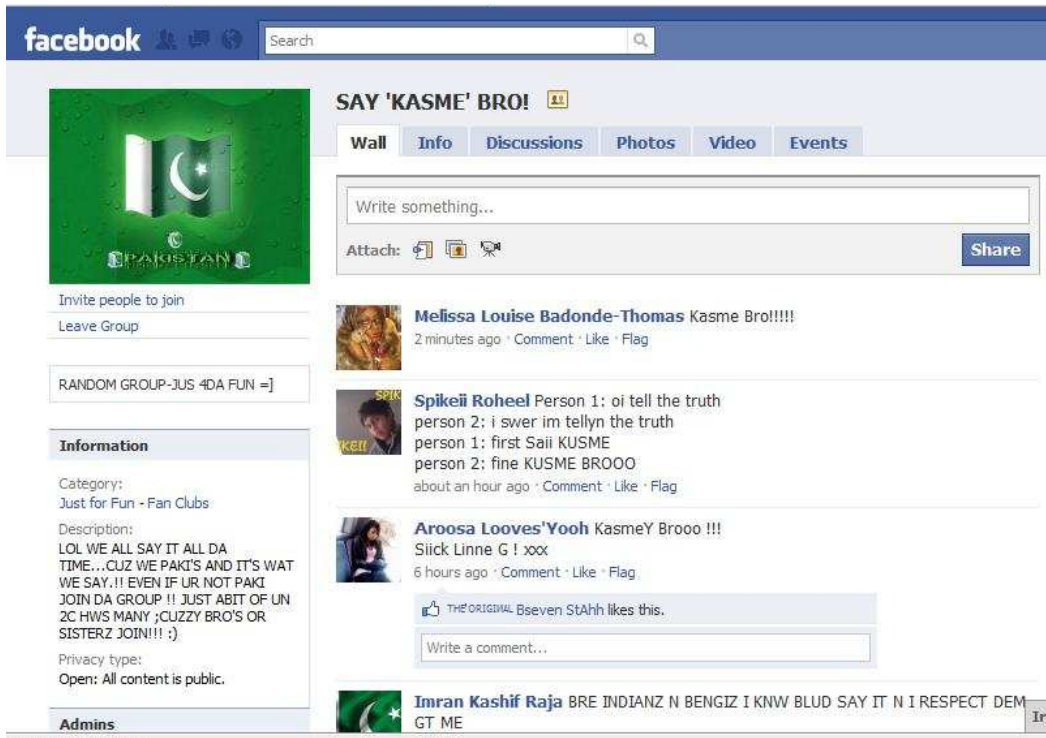 facebook
Search
SAY 'KASME' BRO!
Wall Info Discussions Photos Video Events
Write something...
Attach:
Share
PAKISTAN
Invite people to join
Leave Group
RANDOM GROUP-JUS 4DA FUN =]
Information
Category:
Just for Fun - Fan Clubs
Description:
LOL WE ALL SAY IT ALL DA
TIME...CUZ WE PAKI'S AND IT'S WAT
WE SAY.!! EVEN IF UR NOT PAKI
JOIN DA GROUP !! JUST ABIT OF UN
2C HWS MANY ;CUZZY BRO'S OR
SISTERZ JOIN!!! :)
Privacy type:
Open: All content is public.
Admins
Melissa Louise Badonde-Thomas Kasme Bro!!!!!
2 minutes ago · Comment · Like · Flag
SPIK
KEII
Spikeii Roheel Person 1: oi tell the truth
person 2: i swer im tellyn the truth
person 1: first Saii KUSME
person 2: fine KUSME BROOO
about an hour ago · Comment · Like · Flag
Aroosa Looves'Yooh KasmeY Brooo !!!
Siick Linne G ! xxx
6 hours ago · Comment · Like · Flag
THE ORIGINAL Bseven StAhh likes this.
Write a comment...
Imran Kashif Raja BRE INDIANZ N BENGIZ I KNW BLUD SAY IT N I RESPECT DEM
GT ME